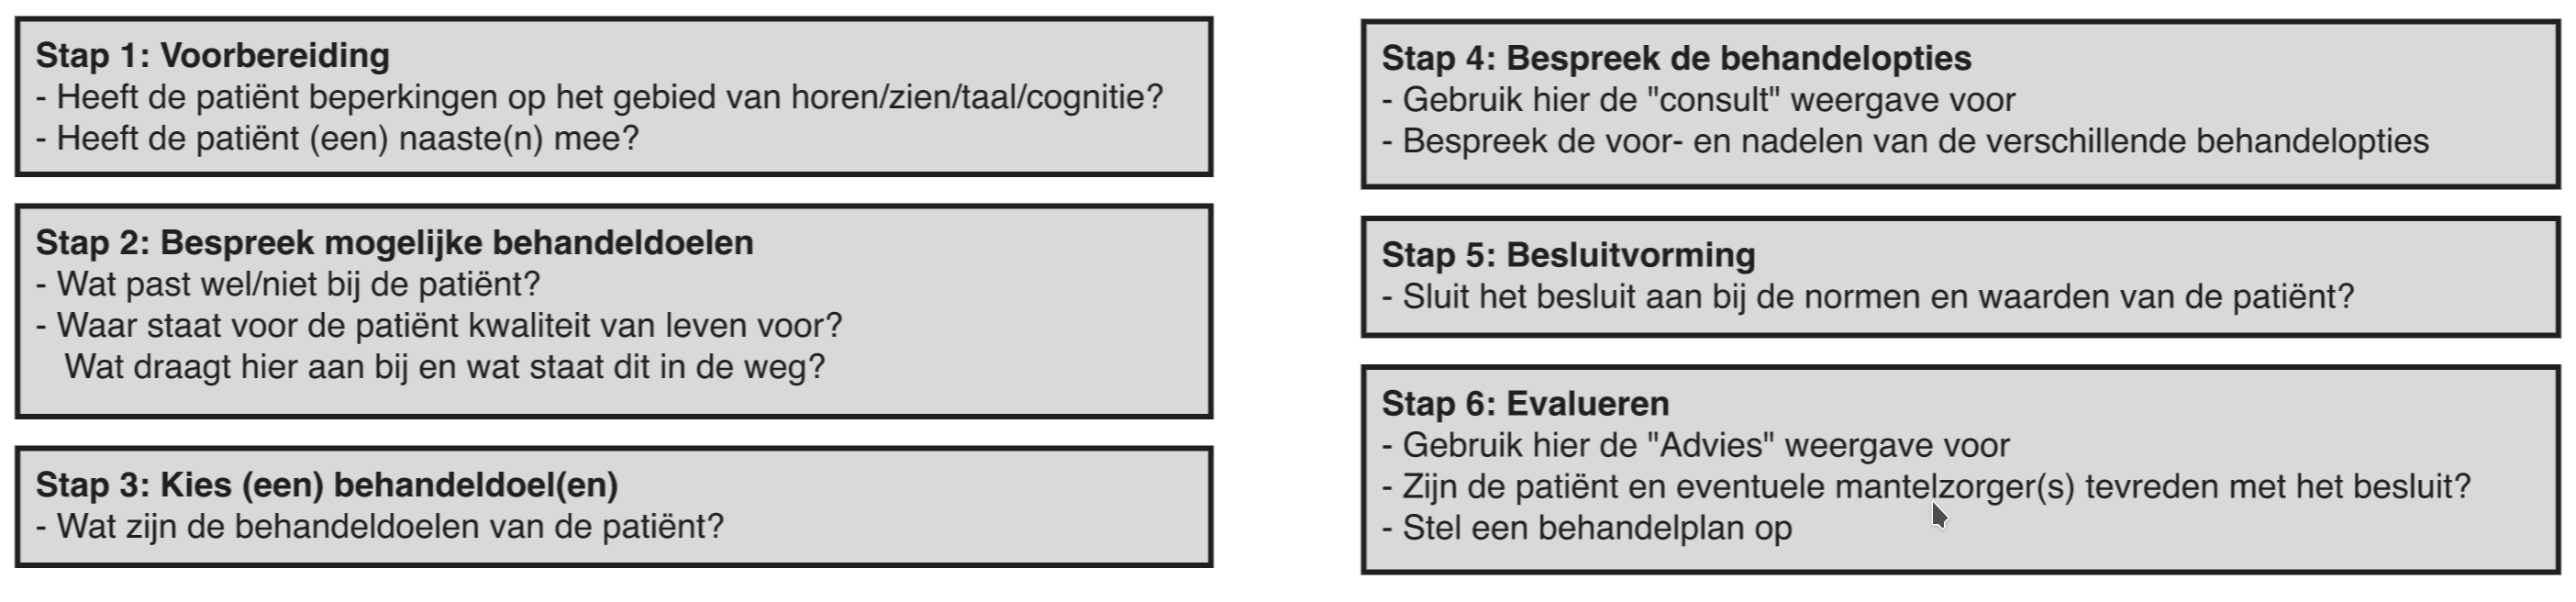 Stap 1: Voorbereiding
- Heeft de patiënt beperkingen op het gebied van horen/zien/taal/cognitie?
- Heeft de patiënt (een) naaste(n) mee?
Stap 2: Bespreek mogelijke behandeldoelen
- Wat past wel/niet bij de patiënt?
- Waar staat voor de patiënt kwaliteit van leven voor?
Wat draagt hier aan bij en wat staat dit in de weg?
Stap 3: Kies (een) behandeldoel(en)
- Wat zijn de behandeldoelen van de patiënt?
Stap 4: Bespreek de behandelopties
- Gebruik hier de "consult" weergave voor
- Bespreek de voor- en nadelen van de verschillende behandelopties
Stap 5: Besluitvorming
- Sluit het besluit aan bij de normen en waarden van de patiënt?
Stap 6: Evalueren
- Gebruik hier de "Advies" weergave voor
- Zijn de patiënt en eventuele mantelzorger(s) tevreden met het besluit?
- Stel een behandelplan op